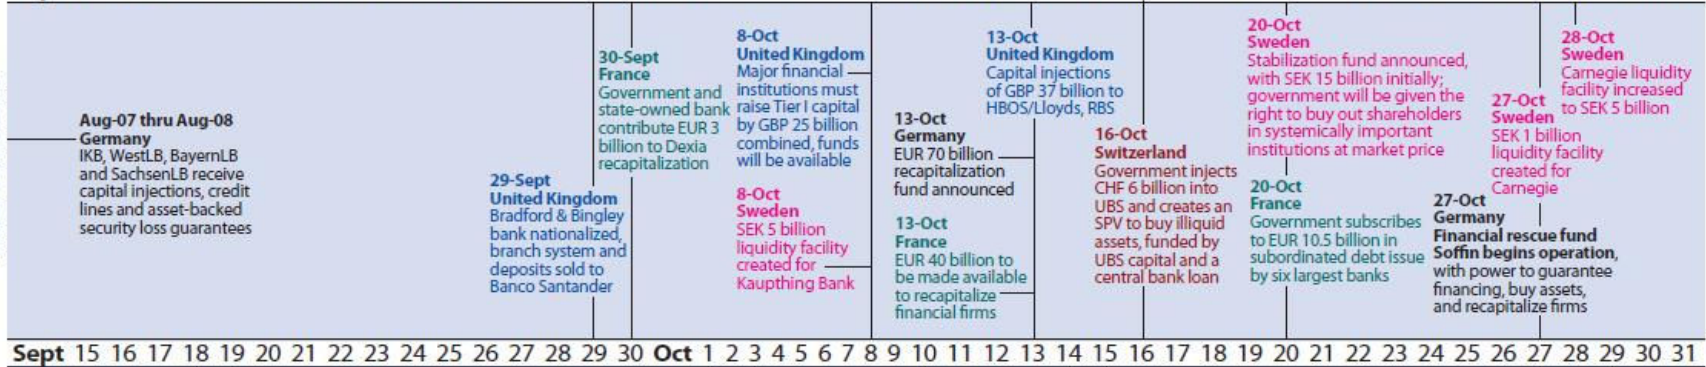 Aug-07 thru Aug-08
Germany
IKB, WestLB, BayernLB
and SachsenLB receive
capital injections, credit
lines and asset-backed
security loss guarantees
29-Sept
United Kingdom
Bradford & Bingley
bank nationalized,
branch system and
deposits sold to
Banco Santander
30-Sept
France
Government and
state-owned bank
contribute EUR 3
billion to Dexia
recapitalization
8-Oct
United Kingdom
Major financial
institutions must
raise Tier I capital
by GBP 25 billion
combined, funds
will be available
8-Oct
Sweden
SEK 5 billion
liquidity facility
created for
Kaupthing Bank
13-Oct
Germany
EUR 70 billion
recapitalization
fund announced
13-Oct
France
EUR 40 billion to
be made available
to recapitalize
financial firms
13-Oct
United Kingdom
Capital injections
of GBP 37 billion to
HBOS/Lloyds, RBS
16-Oct
Switzerland
Government injects
CHF 6 billion into
UBS and creates an
SPV to buy illiquid
assets, funded by
UBS capital and a
central bank loan
20-Oct
Sweden
Stabilization fund announced,
with SEK 15 billion initially;
government will be given the
right to buy out shareholders
in systemically important
institutions at market price
20-Oct
France
Government subscribes
to EUR 10.5 billion in
subordinated debt issue
by six largest banks
27-Oct
Sweden
SEK 1 billion
liquidity facility
created for
Carnegie
27-Oct
Germany
Financial rescue fund
Soffin begins operation,
with power to guarantee
financing, buy assets,
and recapitalize firms
28-Oct
Sweden
Carnegie liquidity
facility increased
to SEK 5 billion
Sept 15 16 17 18 19 20 21 22 23 24 25 26 27 28 29 30 Oct 1 2 3 4 5 6 7 8 9 10 11 12 13 14 15 16 17 18 19 20 21 22 23 24 25 26 27 28 29 30 31